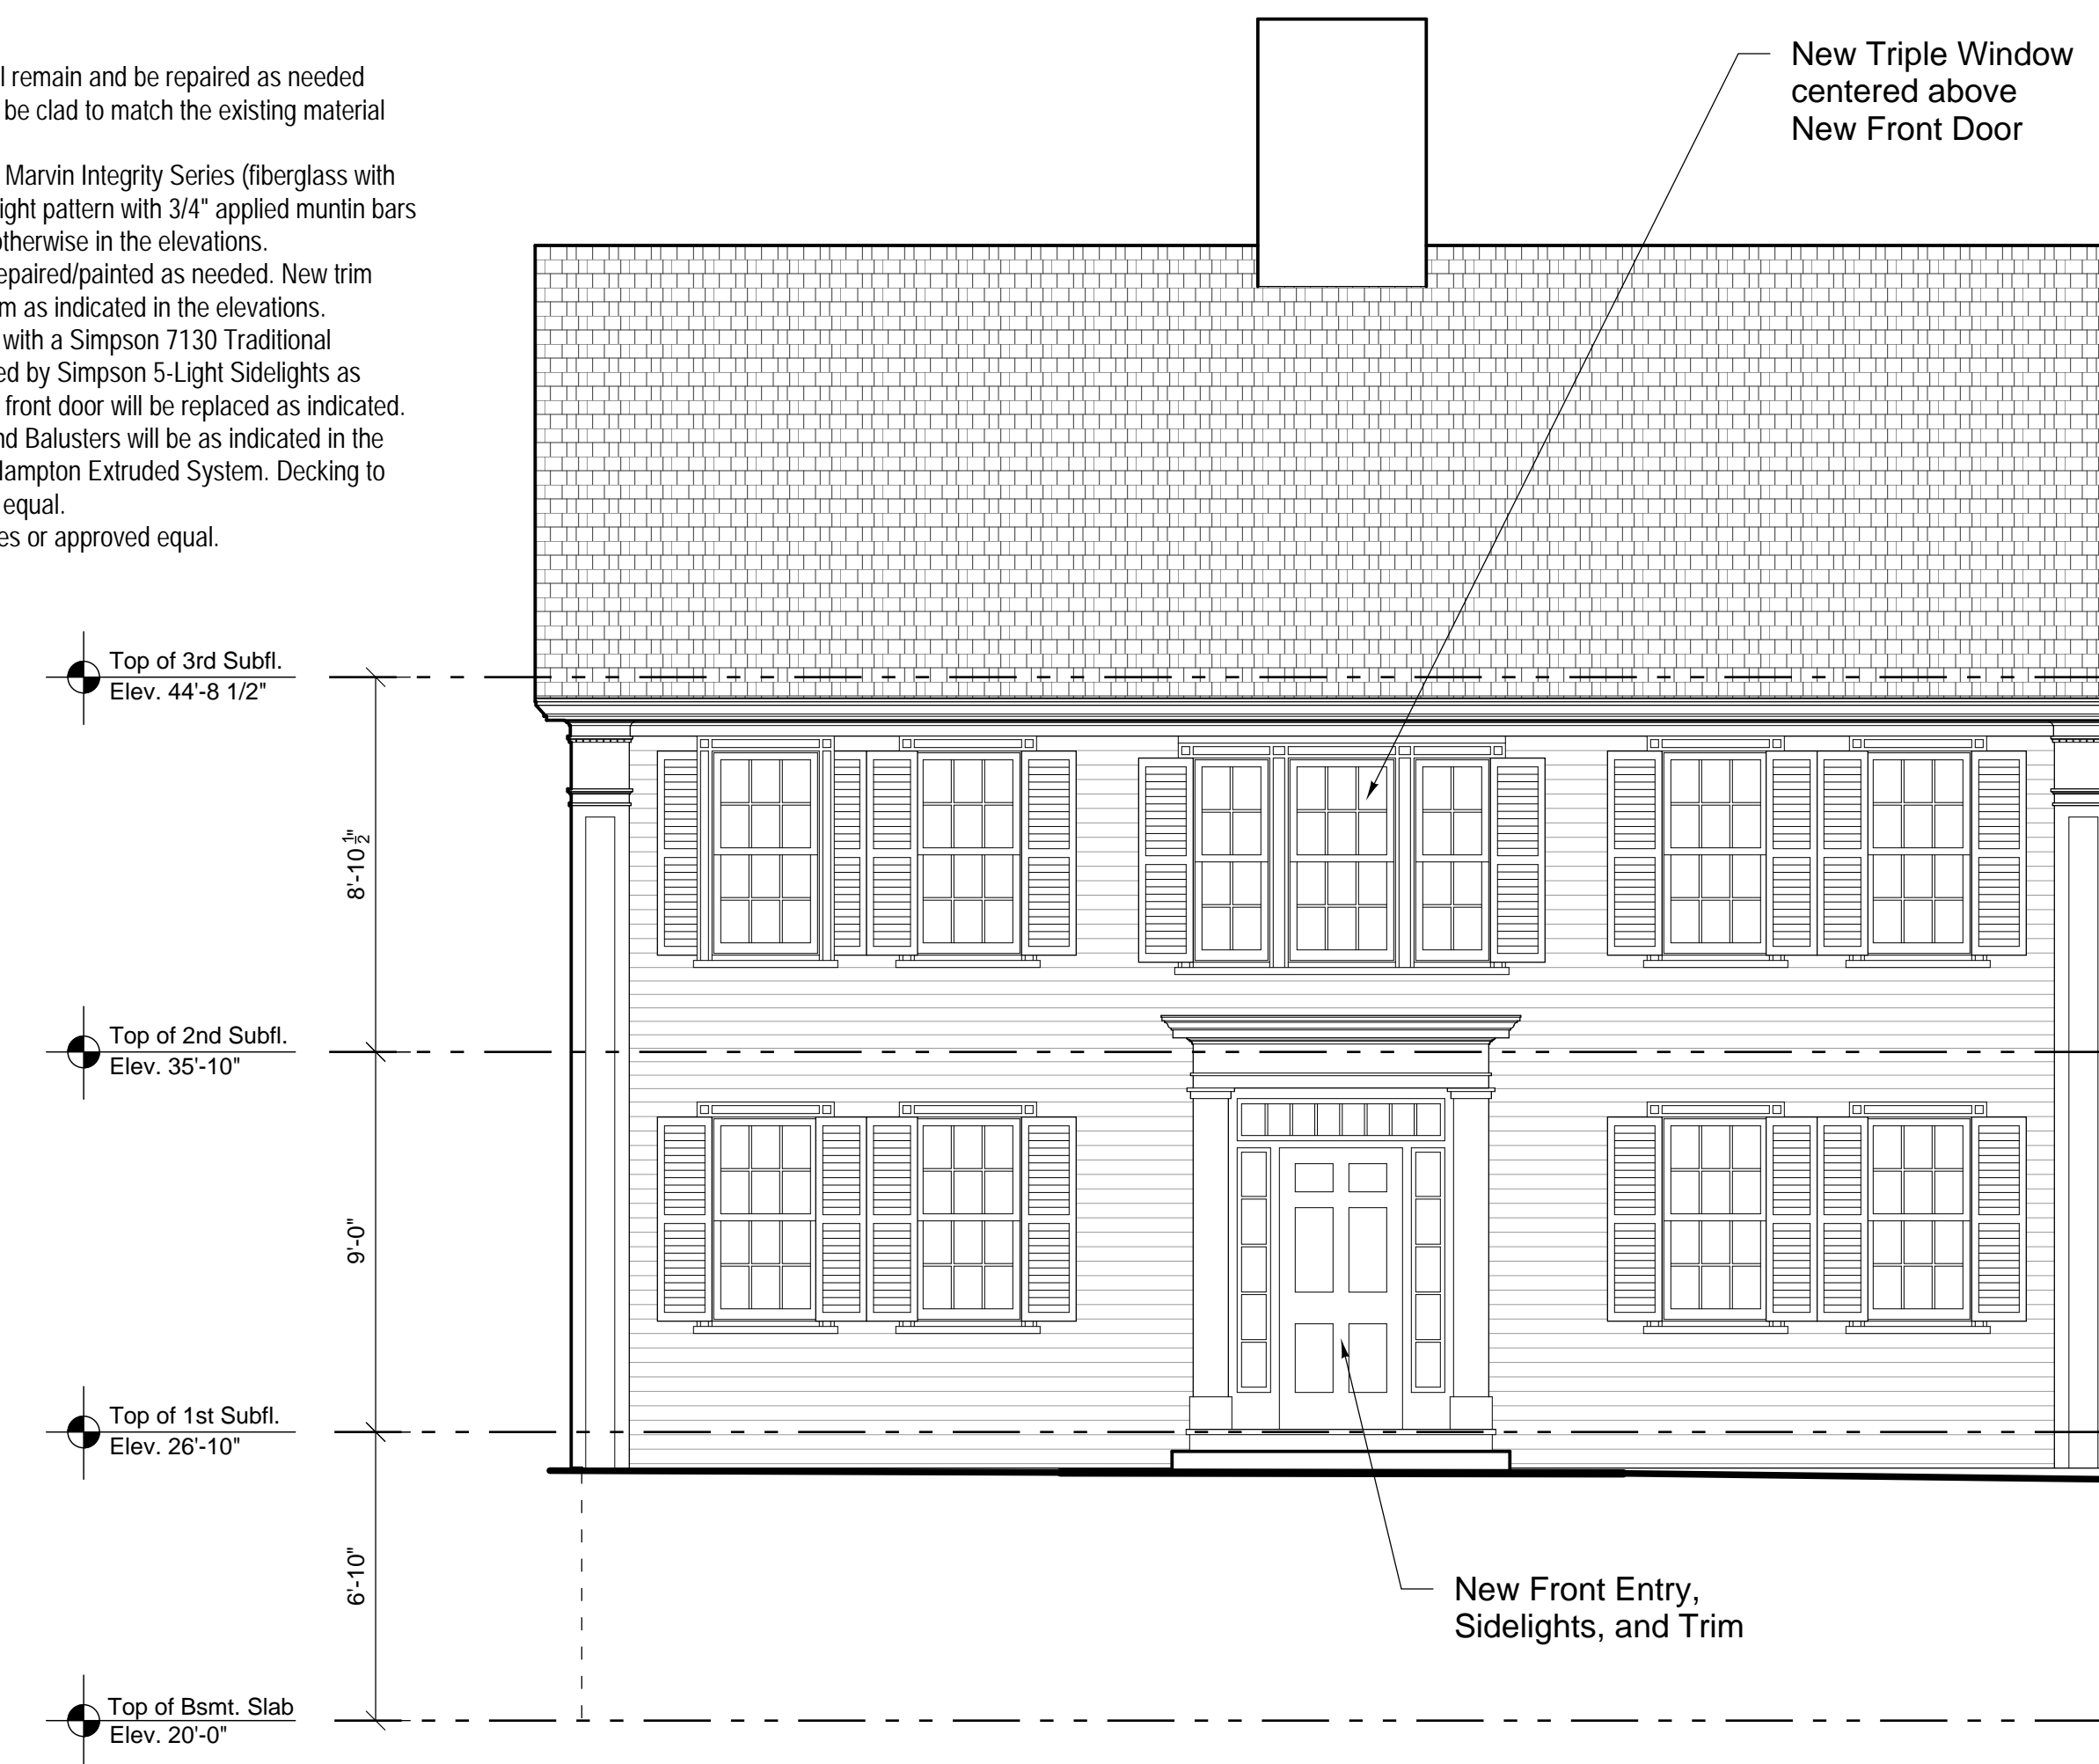 l remain and be repaired as needed
be clad to match the existing material
Marvin Integrity Series (fiberglass with
ight pattern with 3/4" applied muntin bars
otherwise in the elevations.
epaired/painted as needed. New trim
m as indicated in the elevations.
with a Simpson 7130 Traditional
ed by Simpson 5-Light Sidelights as
front door will be replaced as indicated.
nd Balusters will be as indicated in the
Hampton Extruded System. Decking to
equal.
es or approved equal.
New Triple Window
centered above
New Front Door
Top of 3rd Subfl.
Elev. 44'-8 1/2"
8'-10 1/2"
Top of 2nd Subfl.
Elev. 35'-10"
9'-0"
Top of 1st Subfl.
Elev. 26'-10"
6'-10"
New Front Entry,
Sidelights, and Trim
Top of Bsmt. Slab
Elev. 20'-0"